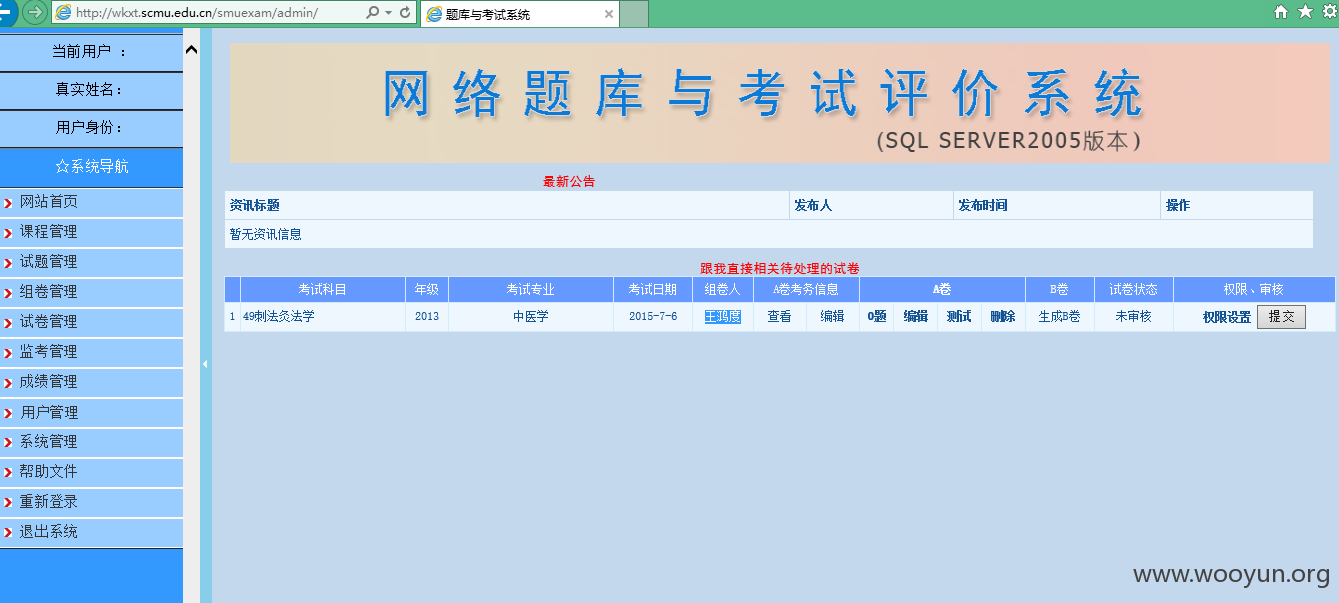 http://wkxt.scmu.edu.cn/smuexam/admin/
题库与考试系统
当前用户 :
真实姓名:
用户身份:
☆系统导航
网站首页
课程管理
试题管理
组卷管理
试卷管理
监考管理
成绩管理
用户管理
系统管理
帮助文件
重新登录
退出系统
网络题库与考试评价系统
(SQL SERVER2005版本)
最新公告
资讯标题 发布人 发布时间 操作
暂无资讯信息
跟我直接相关待处理的试卷
考试科目 年级 考试专业 考试日期 组卷人 A卷考务信息 A卷 B卷 试卷状态 权限、审核
1 49刺法灸法学 2013 中医学 2015-7-6 王鸿度 查看 编辑 0题 编辑 测试 删除 生成B卷 未审核 权限设置 提交
www.wooyun.org